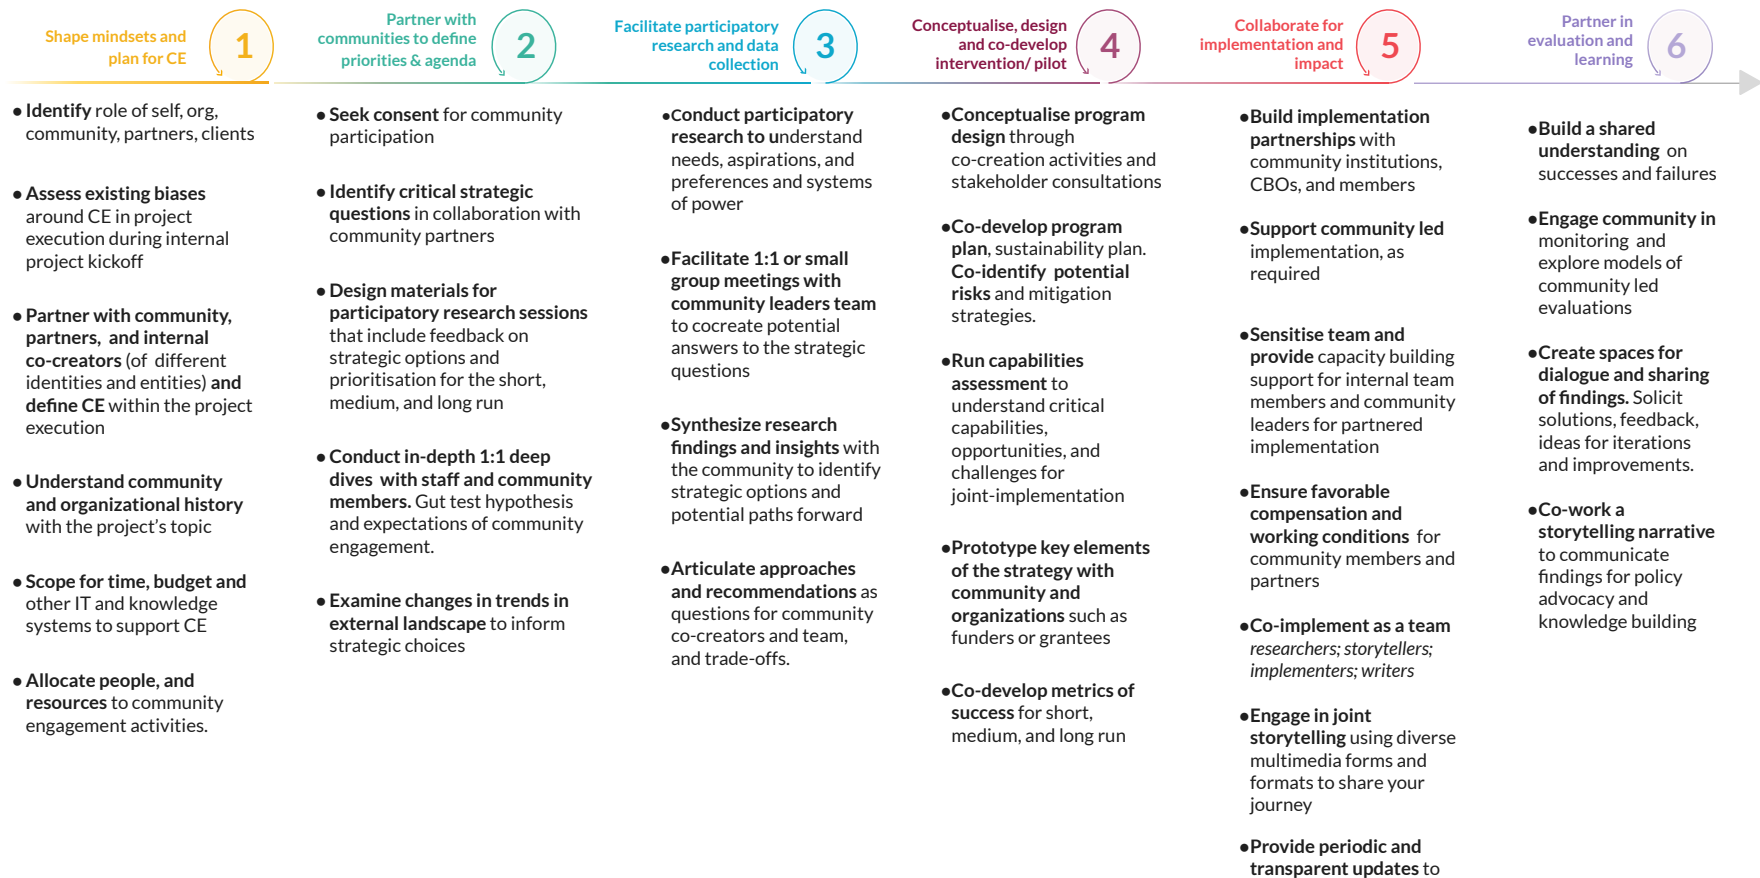 Shape mindsets and
plan for CE
1
Partner with
communities to define
priorities & agenda
2
Facilitate participatory
research and data
collection
3
Conceptualise, design
and co-develop
intervention/ pilot
4
Collaborate for
implementation and
impact
5
Partner in
evaluation and
learning
6
● Identify role of self, org,
community, partners, clients
● Assess existing biases
around CE in project
execution during internal
project kickoff
● Partner with community,
partners, and internal
co-creators (of different
identities and entities) and
define CE within the project
execution
● Understand community
and organizational history
with the project's topic
● Scope for time, budget and
other IT and knowledge
systems to support CE
● Allocate people, and
resources to community
engagement activities.
● Seek consent for community
participation
● Identify critical strategic
questions in collaboration with
community partners
● Design materials for
participatory research sessions
that include feedback on
strategic options and
prioritisation for the short,
medium, and long run
● Conduct in-depth 1:1 deep
dives with staff and community
members. Gut test hypothesis
and expectations of community
engagement.
● Examine changes in trends in
external landscape to inform
strategic choices
●Conduct participatory
research to understand
needs, aspirations, and
preferences and systems
of power
●Facilitate 1:1 or small
group meetings with
community leaders team
to cocreate potential
answers to the strategic
questions
●Synthesize research
findings and insights with
the community to identify
strategic options and
potential paths forward
●Articulate approaches
and recommendations as
questions for community
co-creators and team,
and trade-offs.
●Conceptualise program
design through
co-creation activities and
stakeholder consultations
●Co-develop program
plan, sustainability plan.
Co-identify potential
risks and mitigation
strategies.
●Run capabilities
assessment to
understand critical
capabilities,
opportunities, and
challenges for
joint-implementation
●Prototype key elements
of the strategy with
community and
organizations such as
funders or grantees
●Co-develop metrics of
success for short,
medium, and long run
●Build implementation
partnerships with
community institutions,
CBOs, and members
●Support community led
implementation, as
required
●Sensitise team and
provide capacity building
support for internal team
members and community
leaders for partnered
implementation
●Ensure favorable
compensation and
working conditions for
community members and
partners
●Co-implement as a team
researchers; storytellers;
implementers; writers
●Engage in joint
storytelling using diverse
multimedia forms and
formats to share your
journey
●Provide periodic and
transparent updates to
●Build a shared
understanding on
successes and failures
●Engage community in
monitoring and
explore models of
community led
evaluations
●Create spaces for
dialogue and sharing
of findings. Solicit
solutions, feedback,
ideas for iterations
and improvements.
●Co-work a
storytelling narrative
to communicate
findings for policy
advocacy and
knowledge building